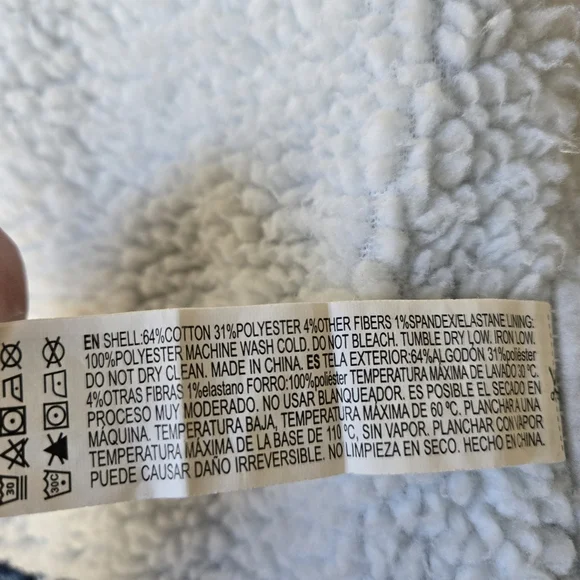 EN SHELL:64%COTTON 31%POLYESTER 4%OTHER FIBERS 1%SPANDEX/ELASTANE LINING:
100%POLYESTER MACHINE WASH COLD. DO NOT BLEACH. TUMBLE DRY LOW. IRON LOW.
DO NOT DRY CLEAN. MADE IN CHINA. ES TELA EXTERIOR:64%ALGODÓN 31%poliéster
4%OTRAS FIBRAS 1%elastano FORRO:100%poliéster TEMPERATURA MÁXIMA DE LAVADO 30 ºC.
PROCESO MUY MODERADO. NO USAR BLANQUEADOR. ES POSIBLE EL SECADO EN
MÁQUINA. TEMPERATURA BAJA, TEMPERATURA MÁXIMA DE 60 ºC. PLANCHAR A UNA
TEMPERATURA MÁXIMA DE LA BASE DE 110 ºC, SIN VAPOR. PLANCHAR CON VAPOR
PUEDE CAUSAR DAÑO IRREVERSIBLE. NO LIMPIEZA EN SECO. HECHO EN CHINA.
30
30C